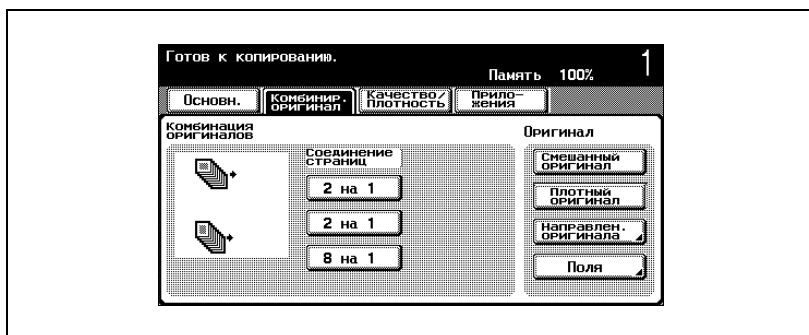 Готов к копированию.
Память 100% 1
Основн.
Комбинир.
оригинал
Качество/
плотность
Прило-
жения
Комбинация
оригиналов
Соединение
страниц
2 на 1
2 на 1
8 на 1
Оригинал
Смешанный
оригинал
Плотный
оригинал
Направлен.
оригинала
Поля